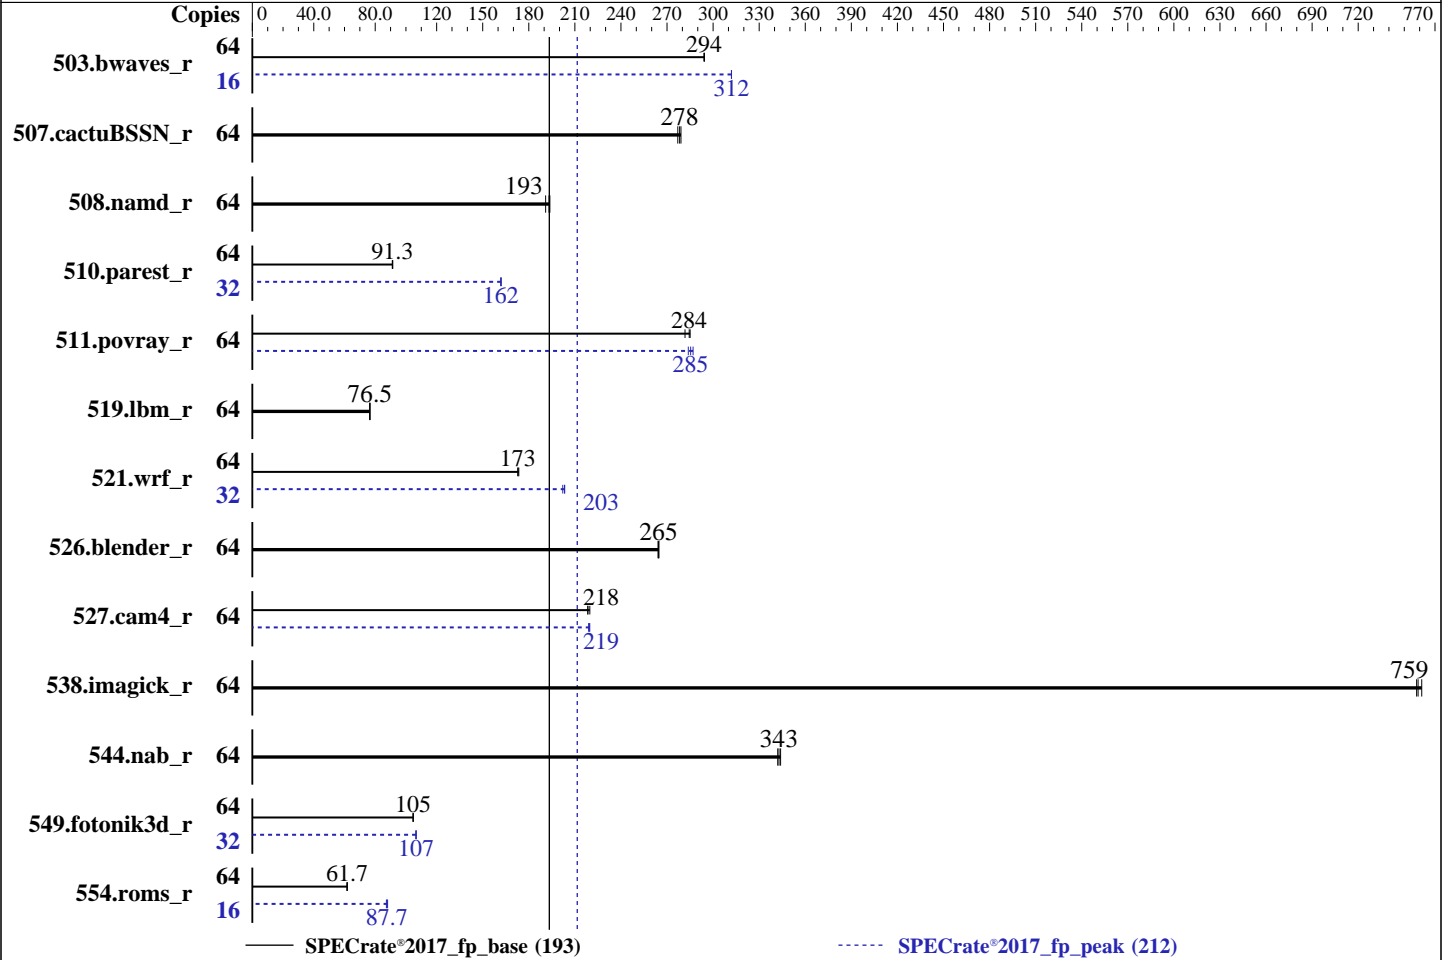 Copies 0 40.0 80.0 120 150 180 210 240 270 300 330 360 390 420 450 480 510 540 570 600 630 660 690 720 770
503.bwaves_r 64 294
16 312
507.cactuBSSN_r 64 278
508.namd_r 64 193
510.parest_r 64 91.3
32 162
511.povray_r 64 284
285
519.lbm_r 64 76.5
521.wrf_r 64 173
32 203
526.blender_r 64 265
527.cam4_r 64 218
219
538.imagick_r 64 759
544.nab_r 64 343
549.fotonik3d_r 64 105
32 107
554.roms_r 64 61.7
16 87.7
SPECrate®2017_fp_base (193) SPECrate®2017_fp_peak (212)